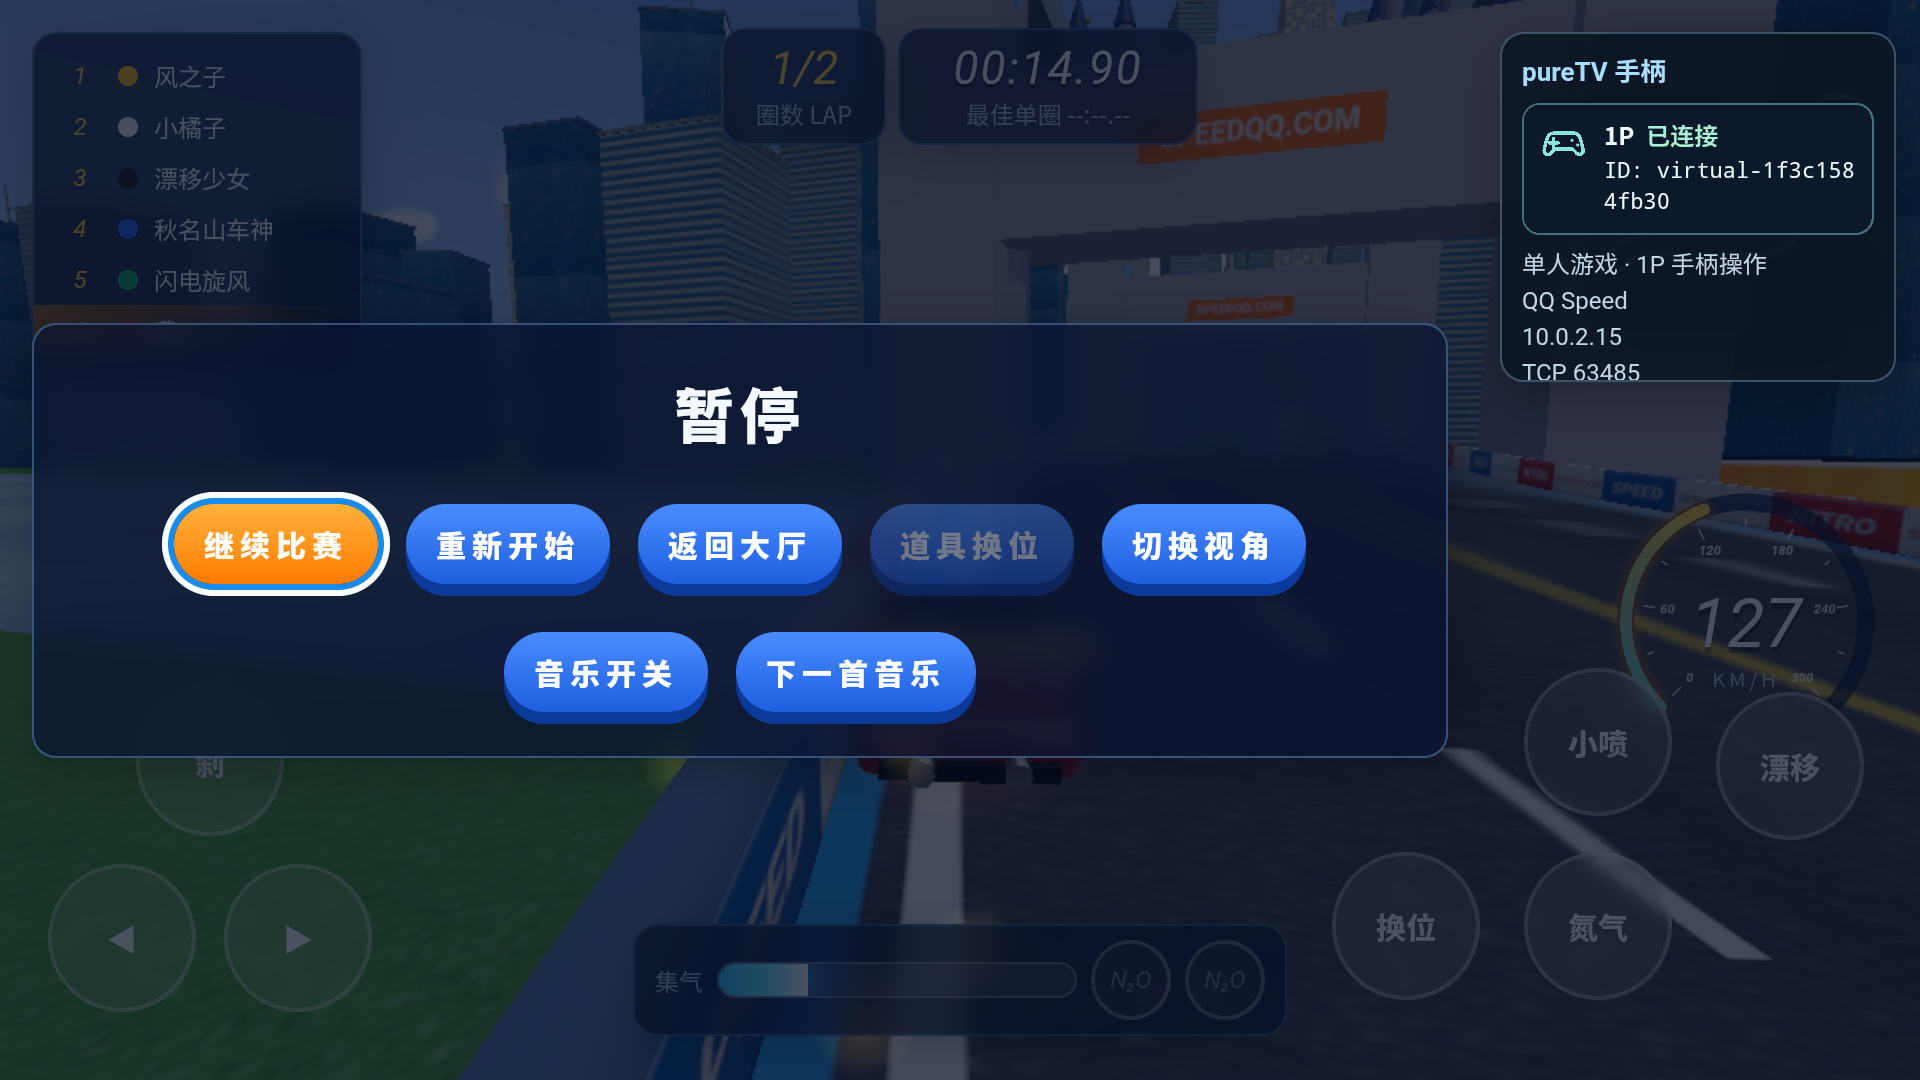 1 风之子
2 小橘子
3 漂移少女
4 秋名山车神
5 闪电旋风
1/2
圈数 LAP
00:14.90
最佳单圈 --:--.--
SPEEDQQ.COM
SPEEDQQ.COM
pureTV 手柄
1P 已连接
ID: virtual-1f3c158
4fb30
单人游戏 · 1P 手柄操作
QQ Speed
10.0.2.15
TCP 63485
暂停
继续比赛
重新开始
返回大厅
道具换位
切换视角
音乐开关
下一首音乐
SPEED
NITRO
0
60
120
180
240
300
127
KM/H
刹
小喷
漂移
◀
▶
换位
氮气
集气
N₂O
N₂O